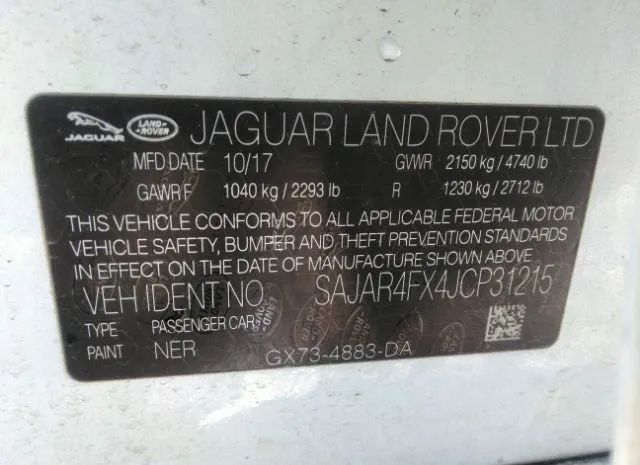 JAGUAR LAND ROVER JAGUAR LAND ROVER LTD
MFD.DATE 10/17 GWR 2150 kg / 4740 lb
GAWR F 1040 kg / 2293 lb R 1230 kg / 2712 lb
THIS VEHICLE CONFORMS TO ALL APPLICABLE FEDERAL MOTOR
VEHICLE SAFETY, BUMPER AND THEFT PREVENTION STANDARDS
IN EFFECT ON THE DATE OF MANUFACTURE SHOWN ABOVE
VEH IDENT NO. SAJAR4FX4JCP31215
TYPE PASSENGER CAR
PAINT NER GX73-4883-DA